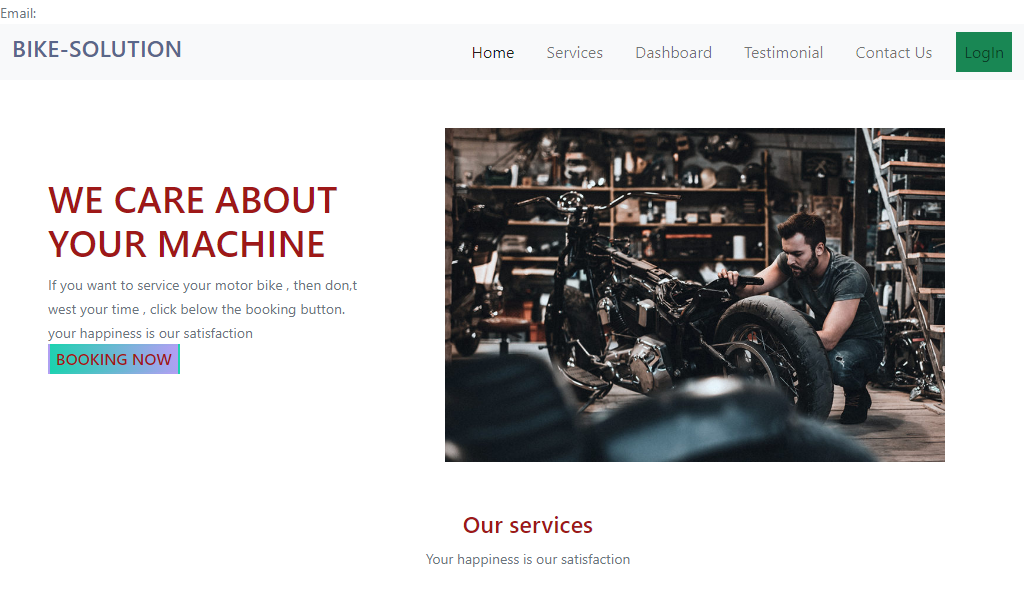 Email:
BIKE-SOLUTION
Home Services Dashboard Testimonial Contact Us LogIn
WE CARE ABOUT
YOUR MACHINE
If you want to service your motor bike , then don,t
west your time , click below the booking button.
your happiness is our satisfaction
BOOKING NOW
Our services
Your happiness is our satisfaction